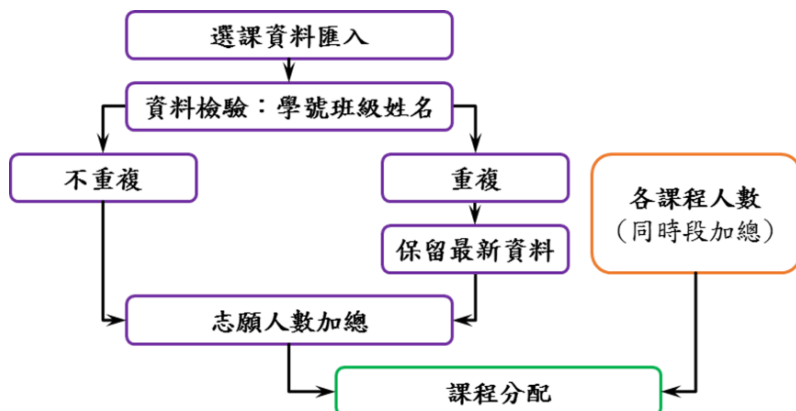 選課資料匯入
資料檢驗：學號班級姓名
不重複
重複
各課程人數
（同時段加總）
保留最新資料
志願人數加總
課程分配